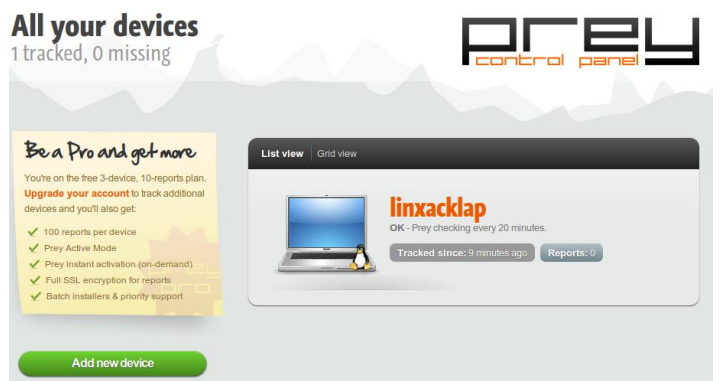 All your devices
1 tracked, 0 missing
prey
control panel
Be a Pro and get more
You're on the free 3-device, 10-reports plan.
Upgrade your account to track additional
devices and you'll also get:
100 reports per device
Prey Active Mode
Prey instant activation (on-demand)
Full SSL encryption for reports
Batch installers & priority support
Add new device
List view Grid view
linxacklap
OK - Prey checking every 20 minutes.
Tracked since: 9 minutes ago Reports: 0